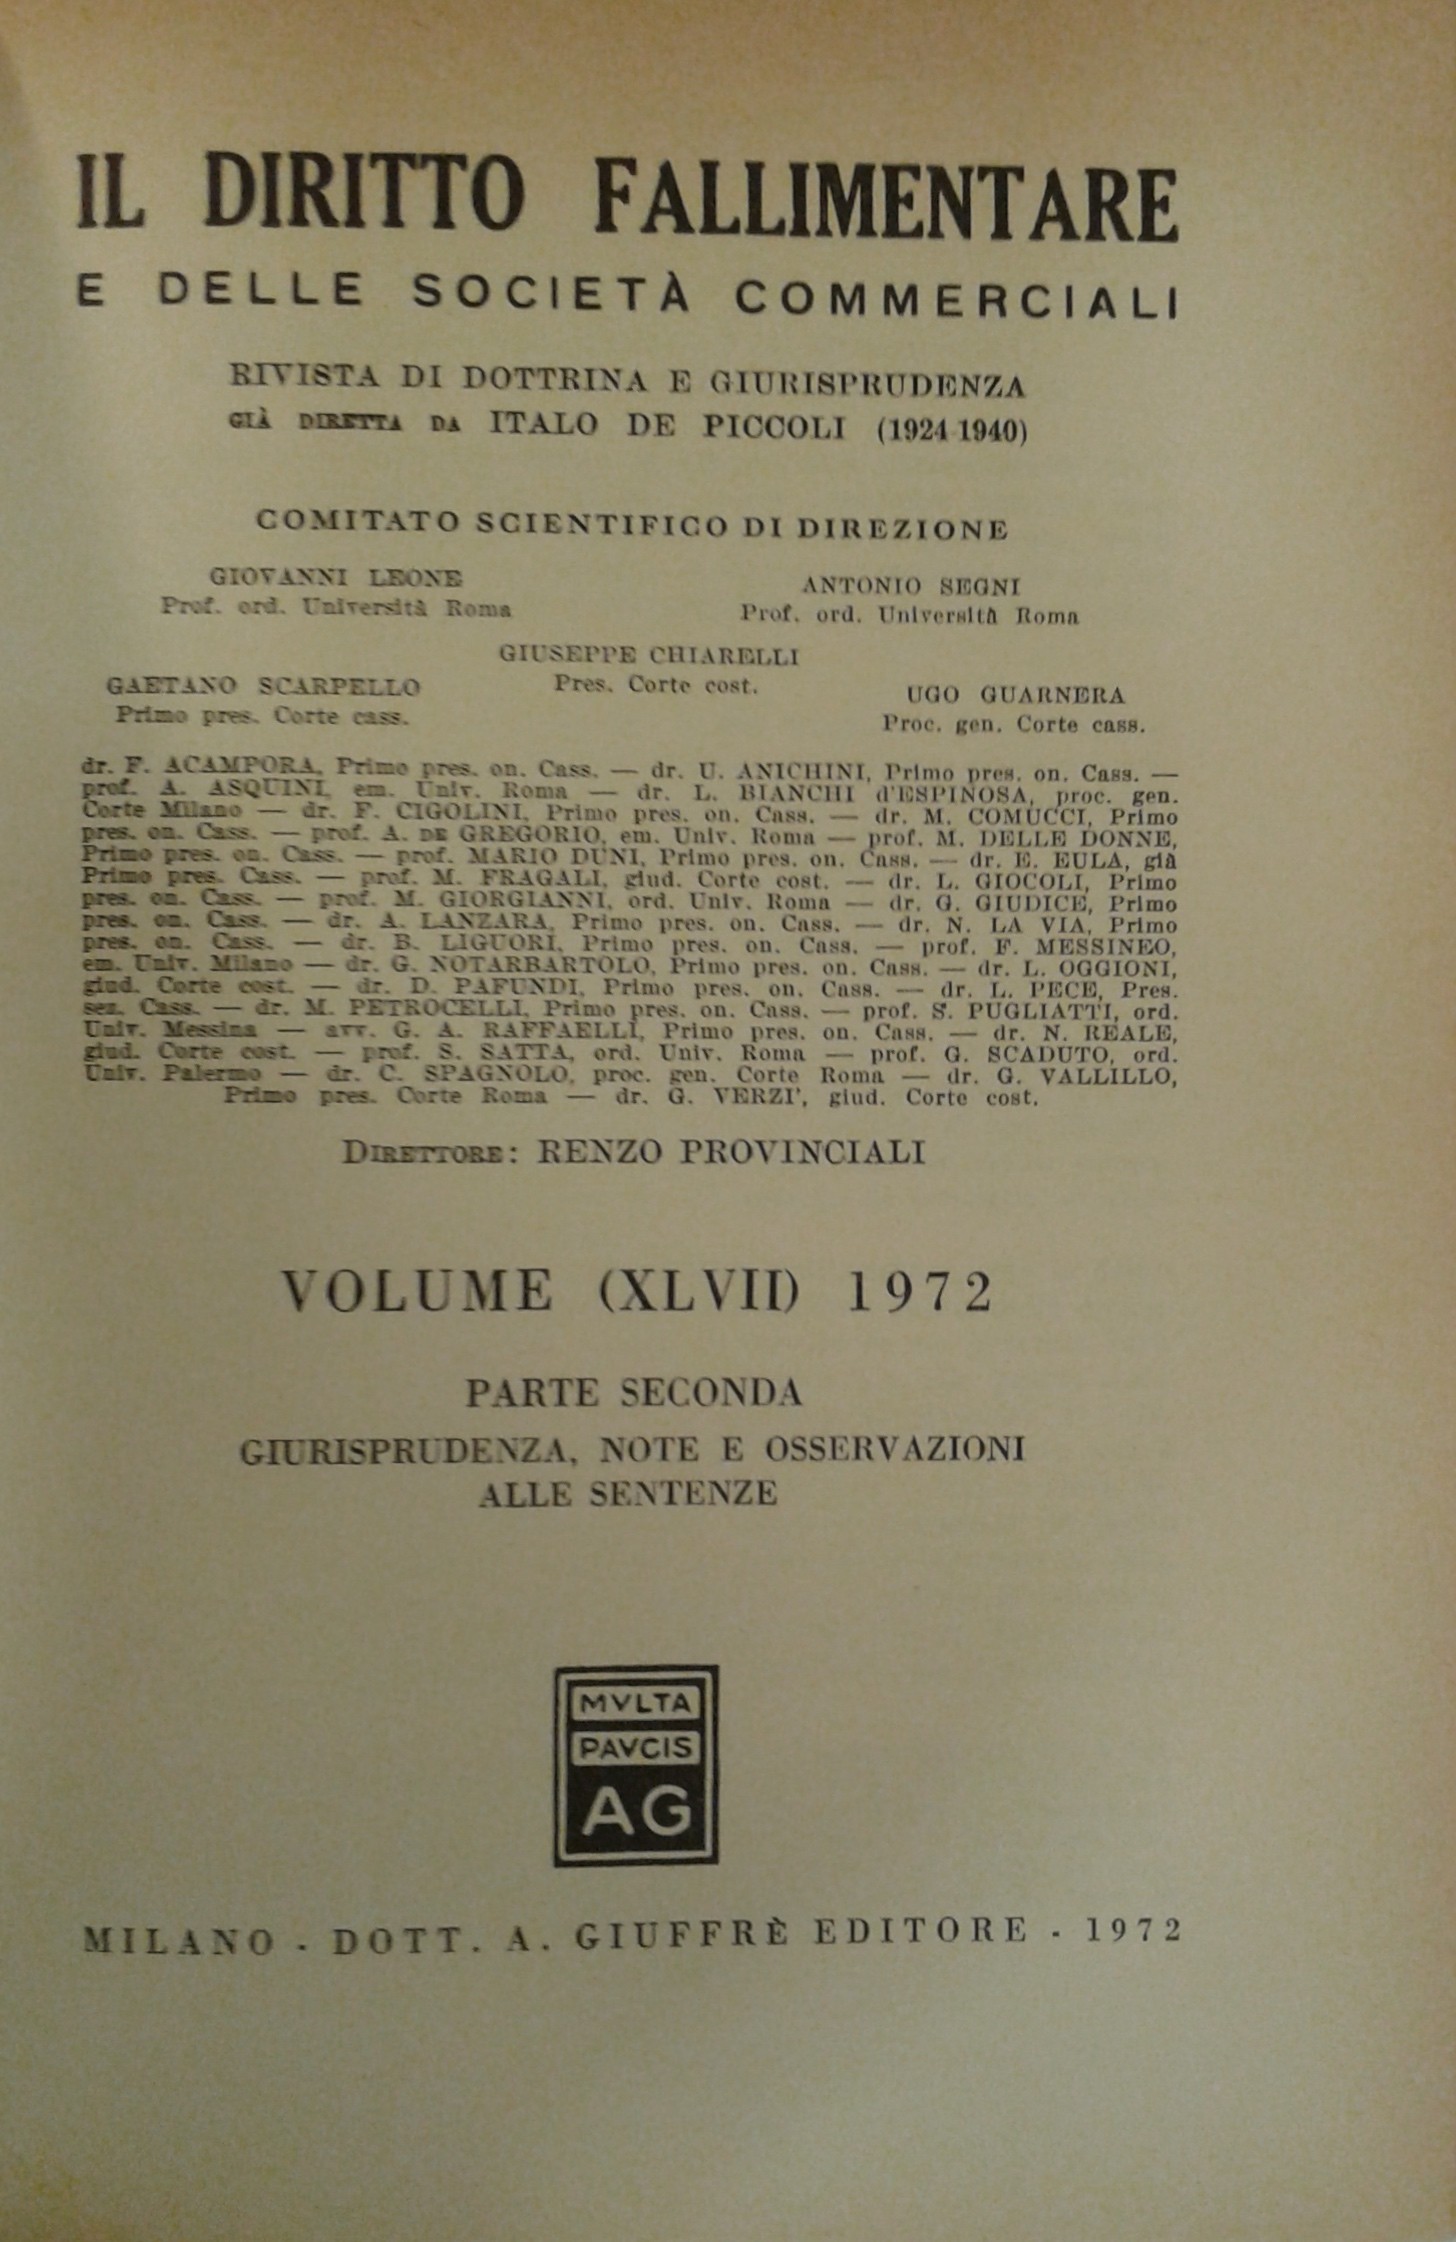 IL DIRITTO FALLIMENTARE
E DELLE SOCIETÀ COMMERCIALI
RIVISTA DI DOTTRINA E GIURISPRUDENZA
GIÀ DIRETTA DA ITALO DE PICCOLI (1924-1940)
COMITATO SCIENTIFICO DI DIREZIONE
GIOVANNI LEONE
Prof. ord. Università Roma
ANTONIO SEGNI
Prof. ord. Università Roma
GIUSEPPE CHIARELLI
Pres. Corte cost.
GAETANO SCARPELLO
Primo pres. Corte cass.
UGO GUARNERA
Proc. gen. Corte cass.
dr. F. ACAMPORA, Primo pres. on. Cass. — dr. U. ANICHINI, Primo pres. on. Cass. —
prof. A. ASQUINI, em. Univ. Roma — dr. L. BIANCHI d'ESPINOSA, proc. gen.
Corte Milano — dr. F. CIGOLINI, Primo pres. on. Cass. — dr. M. COMUCCI, Primo
pres. on. Cass. — prof. A. DE GREGORIO, em. Univ. Roma — prof. M. DELLE DONNE,
Primo pres. on. Cass. — prof. MARIO DUNI, Primo pres. on. Cass. — dr. E. EULA, già
Primo pres. Cass. — prof. M. FRAGALI, giud. Corte cost. — dr. L. GIOCOLI, Primo
pres. on. Cass. — prof. M. GIORGIANNI, ord. Univ. Roma — dr. G. GIUDICE, Primo
pres. on. Cass. — dr. A. LANZARA, Primo pres. on. Cass. — dr. N. LA VIA, Primo
pres. on. Cass. — dr. B. LIGUORI, Primo pres. on. Cass. — prof. F. MESSINEO,
em. Univ. Milano — dr. G. NOTARBARTOLO, Primo pres. on. Cass. — dr. L. OGGIONI,
giud. Corte cost. — dr. D. PAFUNDI, Primo pres. on. Cass. — dr. L. PECE, Pres.
sez. Cass. — dr. M. PETROCELLI, Primo pres. on. Cass. — prof. S. PUGLIATTI, ord.
Univ. Messina — avv. G. A. RAFFAELLI, Primo pres. on. Cass. — dr. N. REALE,
giud. Corte cost. — prof. S. SATTA, ord. Univ. Roma — prof. G. SCADUTO, ord.
Univ. Palermo — dr. C. SPAGNOLO, proc. gen. Corte Roma — dr. G. VALLILLO,
Primo pres. Corte Roma — dr. G. VERZI', giud. Corte cost.
DIRETTORE: RENZO PROVINCIALI
VOLUME (XLVII) 1972
PARTE SECONDA
GIURISPRUDENZA, NOTE E OSSERVAZIONI
ALLE SENTENZE
MVLTA
PAVCIS
AG
MILANO - DOTT. A. GIUFFRÈ EDITORE - 1972